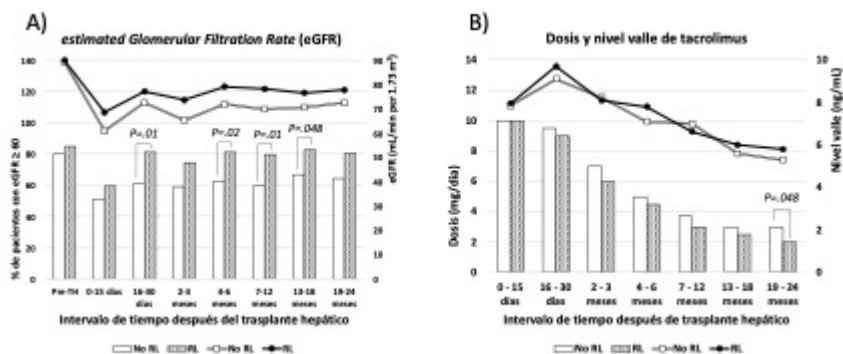 A)
estimated Glomerular Filtration Rate (eGFR)
% de pacientes con eGFR ≥ 60
140
120
100
80
60
40
20
0
P=.01
P=.02
P=.01
P=.048
90
80
70
60
50
40
30
20
10
0
eGFR (mL/min per 1.73 m²)
Pre-TH
0-15 días
16-30 días
2-3 meses
4-6 meses
7-12 meses
13-18 meses
19-24 meses
Intervalo de tiempo después del trasplante hepático
No RL
RL
No RL
RL
B)
Dosis y nivel valle de tacrolimus
Dosis (mg/día)
14
12
10
8
6
4
2
0
P=.048
10
8
6
4
2
0
Nivel valle (ng/mL)
0 - 15 días
16 - 30 días
2 - 3 meses
4 - 6 meses
7 - 12 meses
13 - 18 meses
19 - 24 meses
Intervalo de tiempo después de trasplante hepático
No RL
RL
No RL
RL